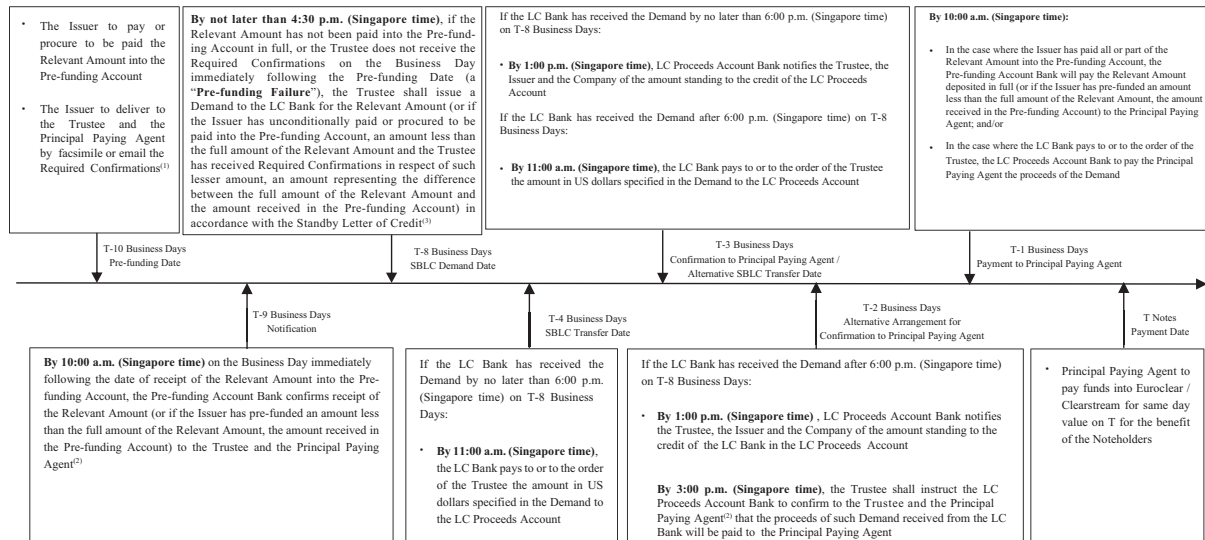 • The Issuer to pay or
procure to be paid the
Relevant Amount into the
Pre-funding Account
• The Issuer to deliver to
the Trustee and the
Principal Paying Agent
by facsimile or email the
Required Confirmations(1)
By not later than 4:30 p.m. (Singapore time), if the
Relevant Amount has not been paid into the Pre-fun-
ding Account in full, or the Trustee does not receive the
Required Confirmations on the Business Day
immediately following the Pre-funding Date (a
“Pre-funding Failure”), the Trustee shall issue a
Demand to the LC Bank for the Relevant Amount (or if
the Issuer has unconditionally paid or procured to be
paid into the Pre-funding Account, an amount less than
the full amount of the Relevant Amount and the Trustee
has received Required Confirmations in respect of such
lesser amount, an amount representing the difference
between the full amount of the Relevant Amount and
the amount received in the Pre-funding Account) in
accordance with the Standby Letter of Credit(3)
If the LC Bank has received the Demand by no later than 6:00 p.m. (Singapore time)
on T-8 Business Days:
• By 1:00 p.m. (Singapore time), LC Proceeds Account Bank notifies the Trustee, the
Issuer and the Company of the amount standing to the credit of the LC Proceeds
Account
If the LC Bank has received the Demand after 6:00 p.m. (Singapore time) on T-8
Business Days:
• By 11:00 a.m. (Singapore time), the LC Bank pays to or to the order of the Trustee
the amount in US dollars specified in the Demand to the LC Proceeds Account
By 10:00 a.m. (Singapore time):
• In the case where the Issuer has paid all or part of the
Relevant Amount into the Pre-funding Account, the
Pre-funding Account Bank will pay the Relevant Amount
deposited in full (or if the Issuer has pre-funded an amount
less than the full amount of the Relevant Amount, the amount
received in the Pre-funding Account) to the Principal Paying
Agent; and/or
• In the case where the LC Bank pays to or to the order of the
Trustee, the LC Proceeds Account Bank to pay the Principal
Paying Agent the proceeds of the Demand
T-10 Business Days
Pre-funding Date
T-8 Business Days
SBLC Demand Date
T-3 Business Days
Confirmation to Principal Paying Agent /
Alternative SBLC Transfer Date
T-1 Business Days
Payment to Principal Paying Agent
T-9 Business Days
Notification
T-4 Business Days
SBLC Transfer Date
T-2 Business Days
Alternative Arrangement for
Confirmation to Principal Paying Agent
T Notes
Payment Date
By 10:00 a.m. (Singapore time) on the Business Day immediately
following the date of receipt of the Relevant Amount into the Pre-
funding Account, the Pre-funding Account Bank confirms receipt of
the Relevant Amount (or if the Issuer has pre-funded an amount less
than the full amount of the Relevant Amount, the amount received in
the Pre-funding Account) to the Trustee and the Principal Paying
Agent(2)
If the LC Bank has received the
Demand by no later than 6:00 p.m.
(Singapore time) on T-8 Business
Days:
• By 11:00 a.m. (Singapore time),
the LC Bank pays to or to the order
of the Trustee the amount in US
dollars specified in the Demand to
the LC Proceeds Account
If the LC Bank has received the Demand after 6:00 p.m. (Singapore time)
on T-8 Business Days:
• By 1:00 p.m. (Singapore time) , LC Proceeds Account Bank notifies
the Trustee, the Issuer and the Company of the amount standing to the
credit of the LC Bank in the LC Proceeds Account
By 3:00 p.m. (Singapore time), the Trustee shall instruct the LC
Proceeds Account Bank to confirm to the Trustee and the Principal
Paying Agent(2) that the proceeds of such Demand received from the LC
Bank will be paid to the Principal Paying Agent
• Principal Paying Agent to
pay funds into Euroclear /
Clearstream for same day
value on T for the benefit
of the Noteholders